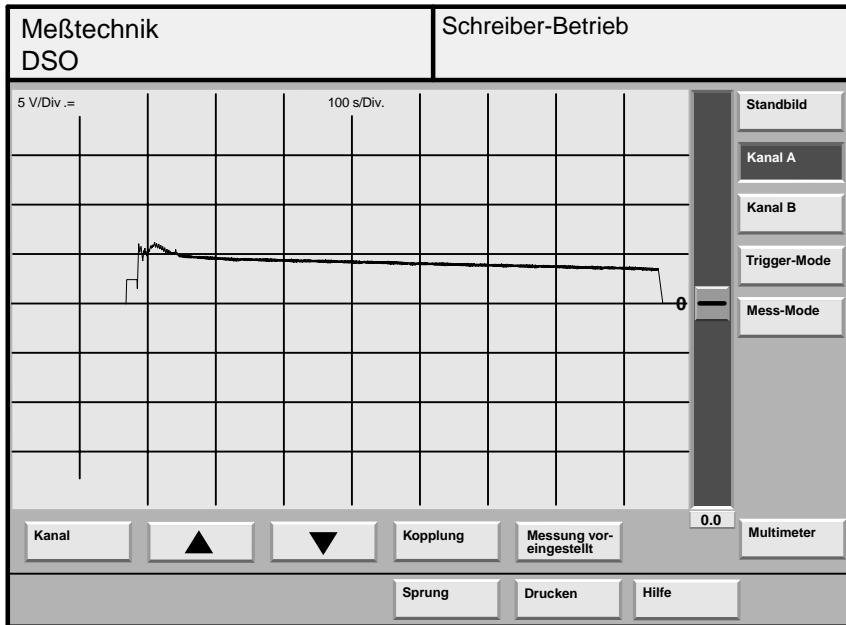 Meßtechnik
DSO
Schreiber-Betrieb
5 V/Div .=
100 s/Div.
0
0.0
Standbild
Kanal A
Kanal B
Trigger-Mode
Mess-Mode
Multimeter
Kanal
Kopplung
Messung vor-
eingestellt
Sprung
Drucken
Hilfe